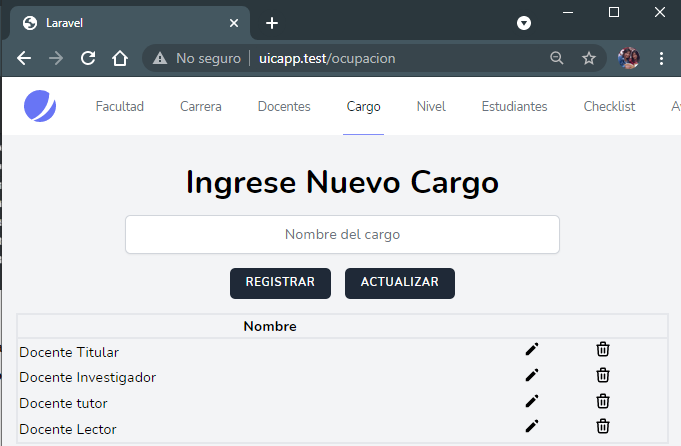 Laravel
No seguro uicapp.test/ocupacion
Facultad Carrera Docentes Cargo Nivel Estudiantes Checklist
Ingrese Nuevo Cargo
Nombre del cargo
REGISTRAR ACTUALIZAR
Nombre
Docente Titular
Docente Investigador
Docente tutor
Docente Lector